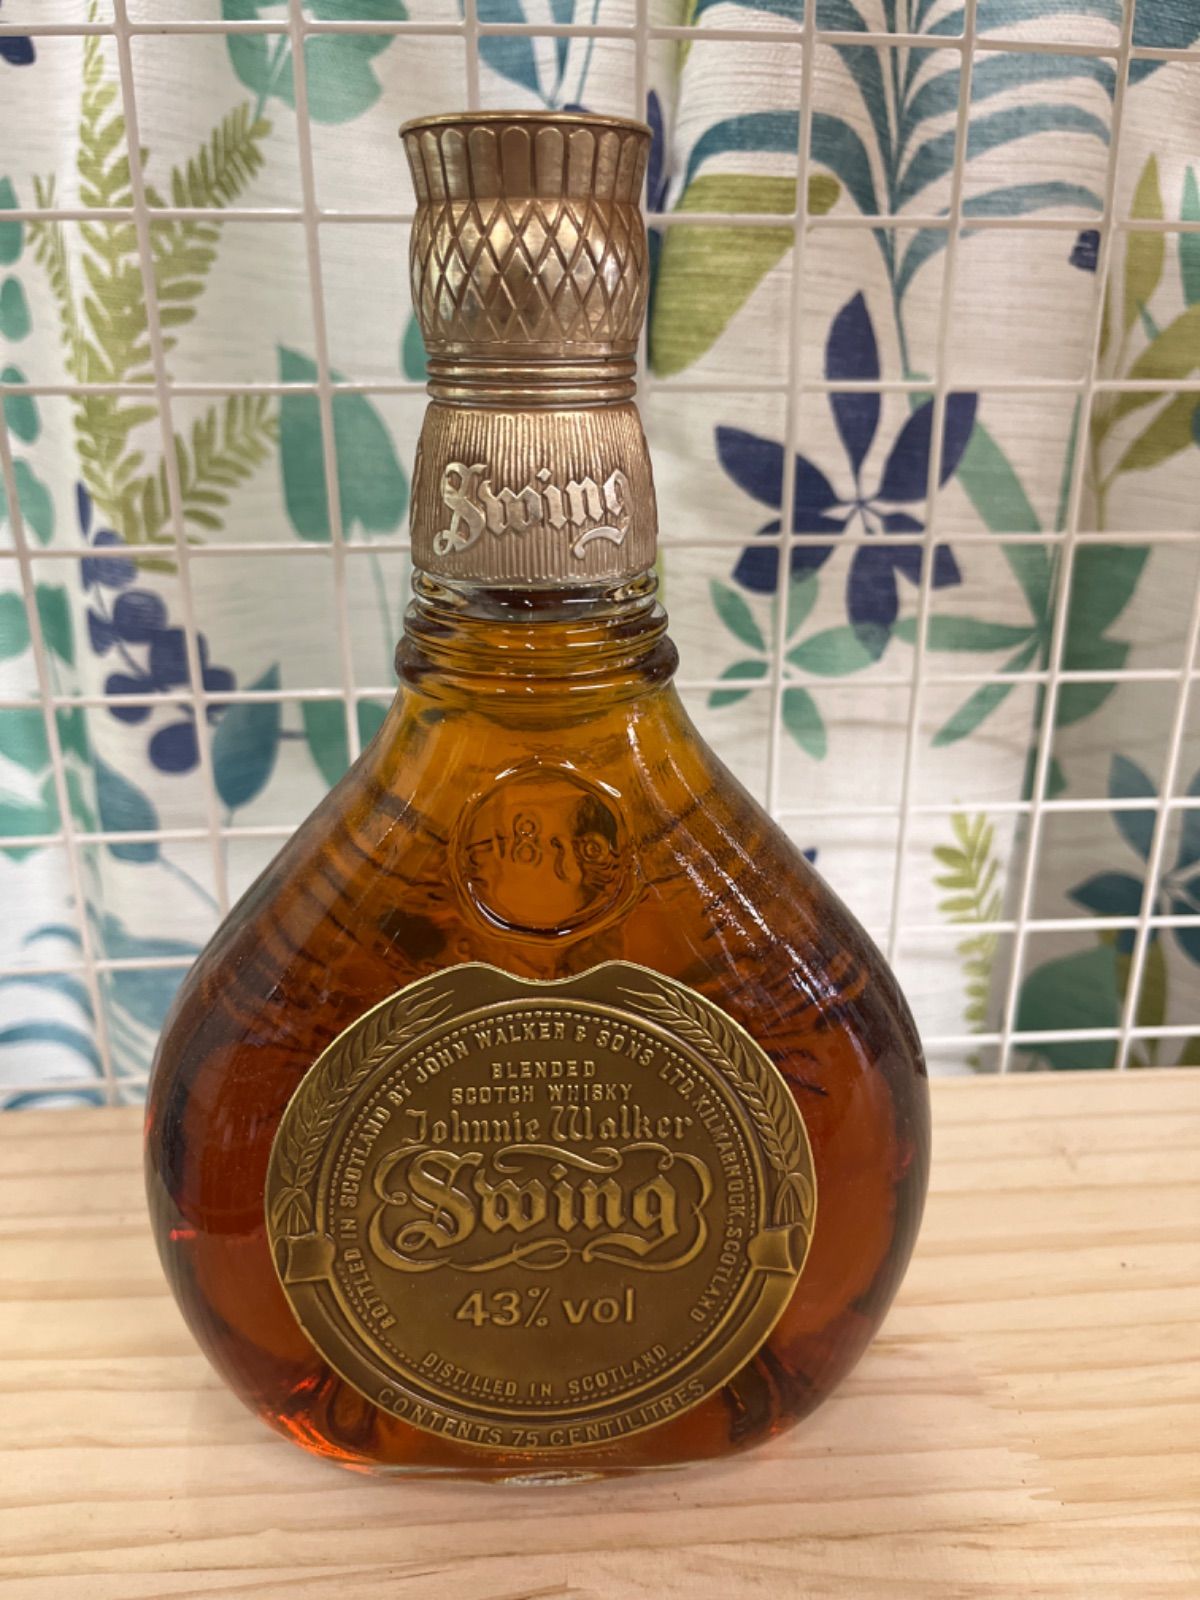 Swing
1820
BOTTLED IN SCOTLAND BY JOHN WALKER & SONS LTD. KILMARNOCK, SCOTLAND
BLENDED
SCOTCH WHISKY
Johnnie Walker
Swing
43% vol
DISTILLED IN SCOTLAND
CONTENTS 75 CENTILITRES